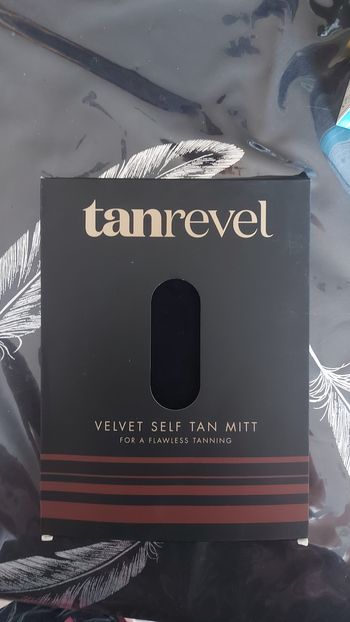 tanrevel
VELVET SELF TAN MITT
FOR A FLAWLESS TANNING